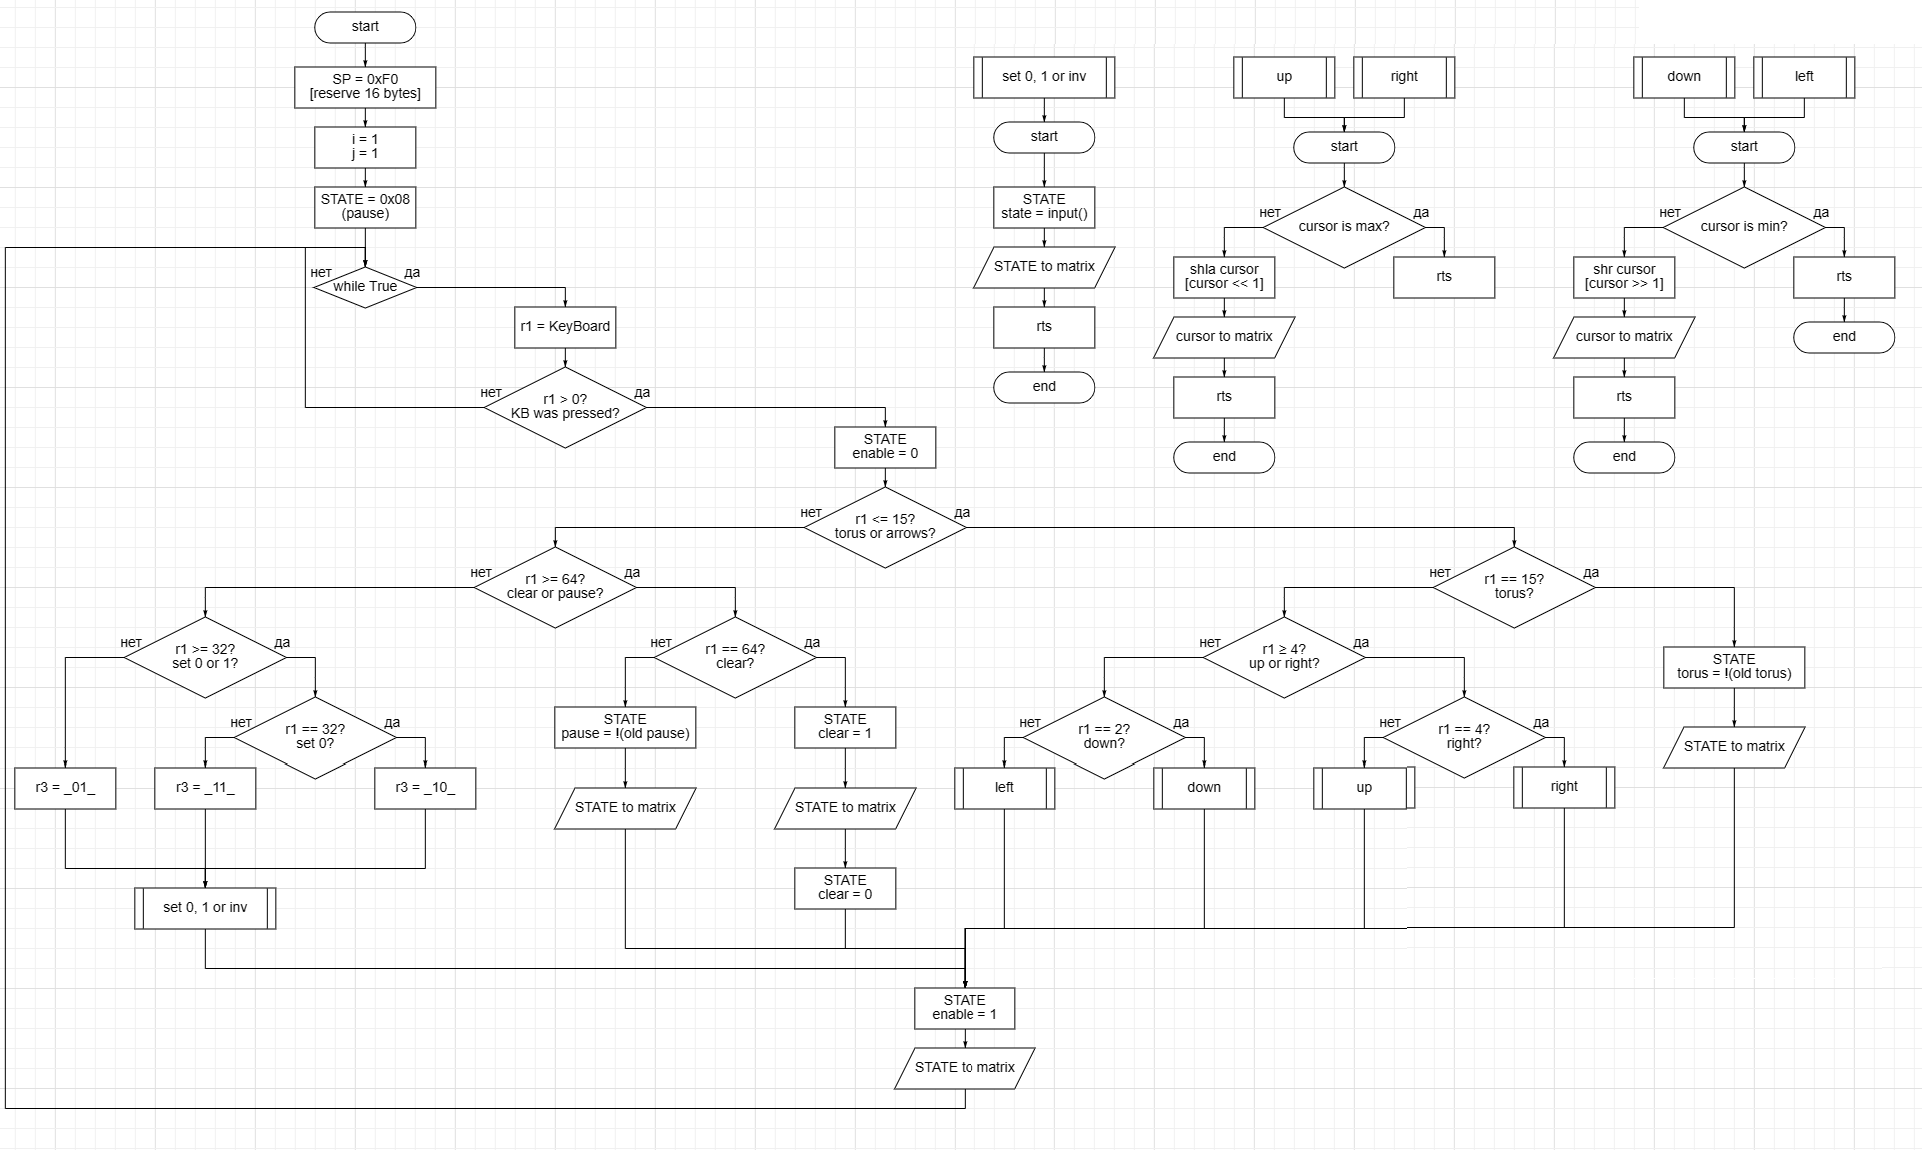 start
SP = 0xF0
[reserve 16 bytes]
i = 1
j = 1
STATE = 0x08
(pause)
нет
да
while True
r1 = KeyBoard
нет
да
r1 > 0?
KB was pressed?
STATE
enable = 0
нет
да
r1 <= 15?
torus or arrows?
нет
да
r1 >= 64?
clear or pause?
нет
да
r1 == 15?
torus?
нет
да
r1 >= 32?
set 0 or 1?
нет
да
r1 == 64?
clear?
нет
да
r1 ≥ 4?
up or right?
STATE
torus = !(old torus)
нет
да
r1 == 32?
set 0?
STATE
pause = !(old pause)
STATE
clear = 1
нет
да
r1 == 2?
down?
нет
да
r1 == 4?
right?
STATE to matrix
r3 = _01_
r3 = _11_
r3 = _10_
STATE to matrix
STATE to matrix
left
down
up
right
STATE
clear = 0
set 0, 1 or inv
STATE
enable = 1
STATE to matrix
set 0, 1 or inv
start
STATE
state = input()
STATE to matrix
rts
end
up
right
start
нет
да
cursor is max?
shla cursor
[cursor << 1]
rts
cursor to matrix
rts
end
down
left
start
нет
да
cursor is min?
shr cursor
[cursor >> 1]
rts
cursor to matrix
end
rts
end